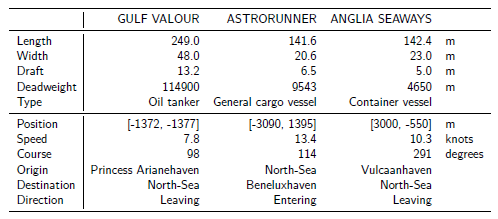 GULF VALOUR ASTRORUNNER ANGLIA SEAWAYS
Length 249.0 141.6 142.4 m
Width 48.0 20.6 23.0 m
Draft 13.2 6.5 5.0 m
Deadweight 114900 9543 4650 m
Type Oil tanker General cargo vessel Container vessel
Position [-1372, -1377] [-3090, 1395] [3000, -550] m
Speed 7.8 13.4 10.3 knots
Course 98 114 291 degrees
Origin Princess Arianehaven North-Sea Vulcaanhaven
Destination North-Sea Beneluxhaven North-Sea
Direction Leaving Entering Leaving